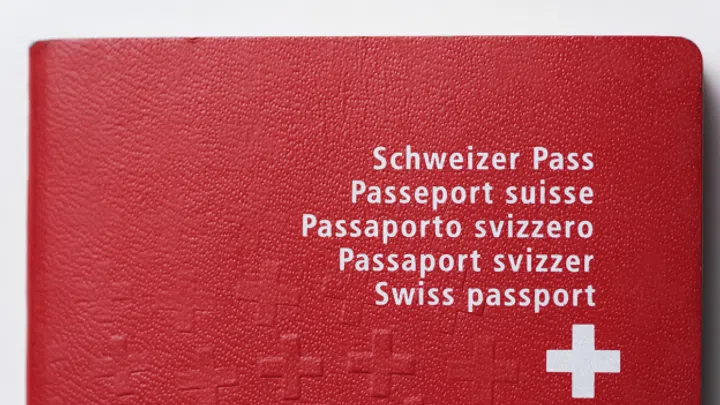 Schweizer Pass
Passeport suisse
Passaporto svizzero
Passaport svizzer
Swiss passport